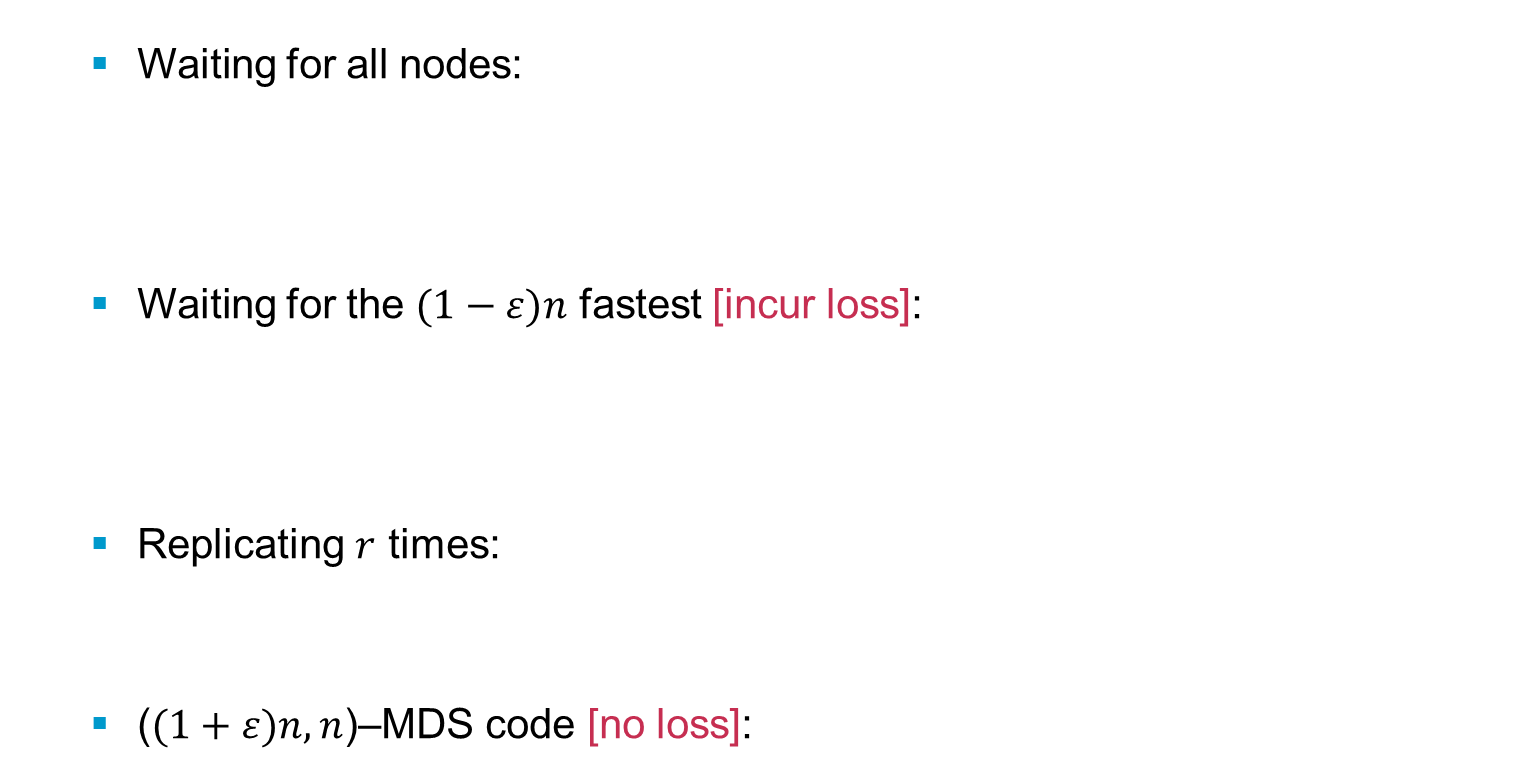 ▪ Waiting for all nodes:
▪ Waiting for the (1 − 𝜀)𝑛 fastest [incur loss]:
▪ Replicating 𝑟 times:
▪ ((1 + 𝜀)𝑛, 𝑛)–MDS code [no loss]: